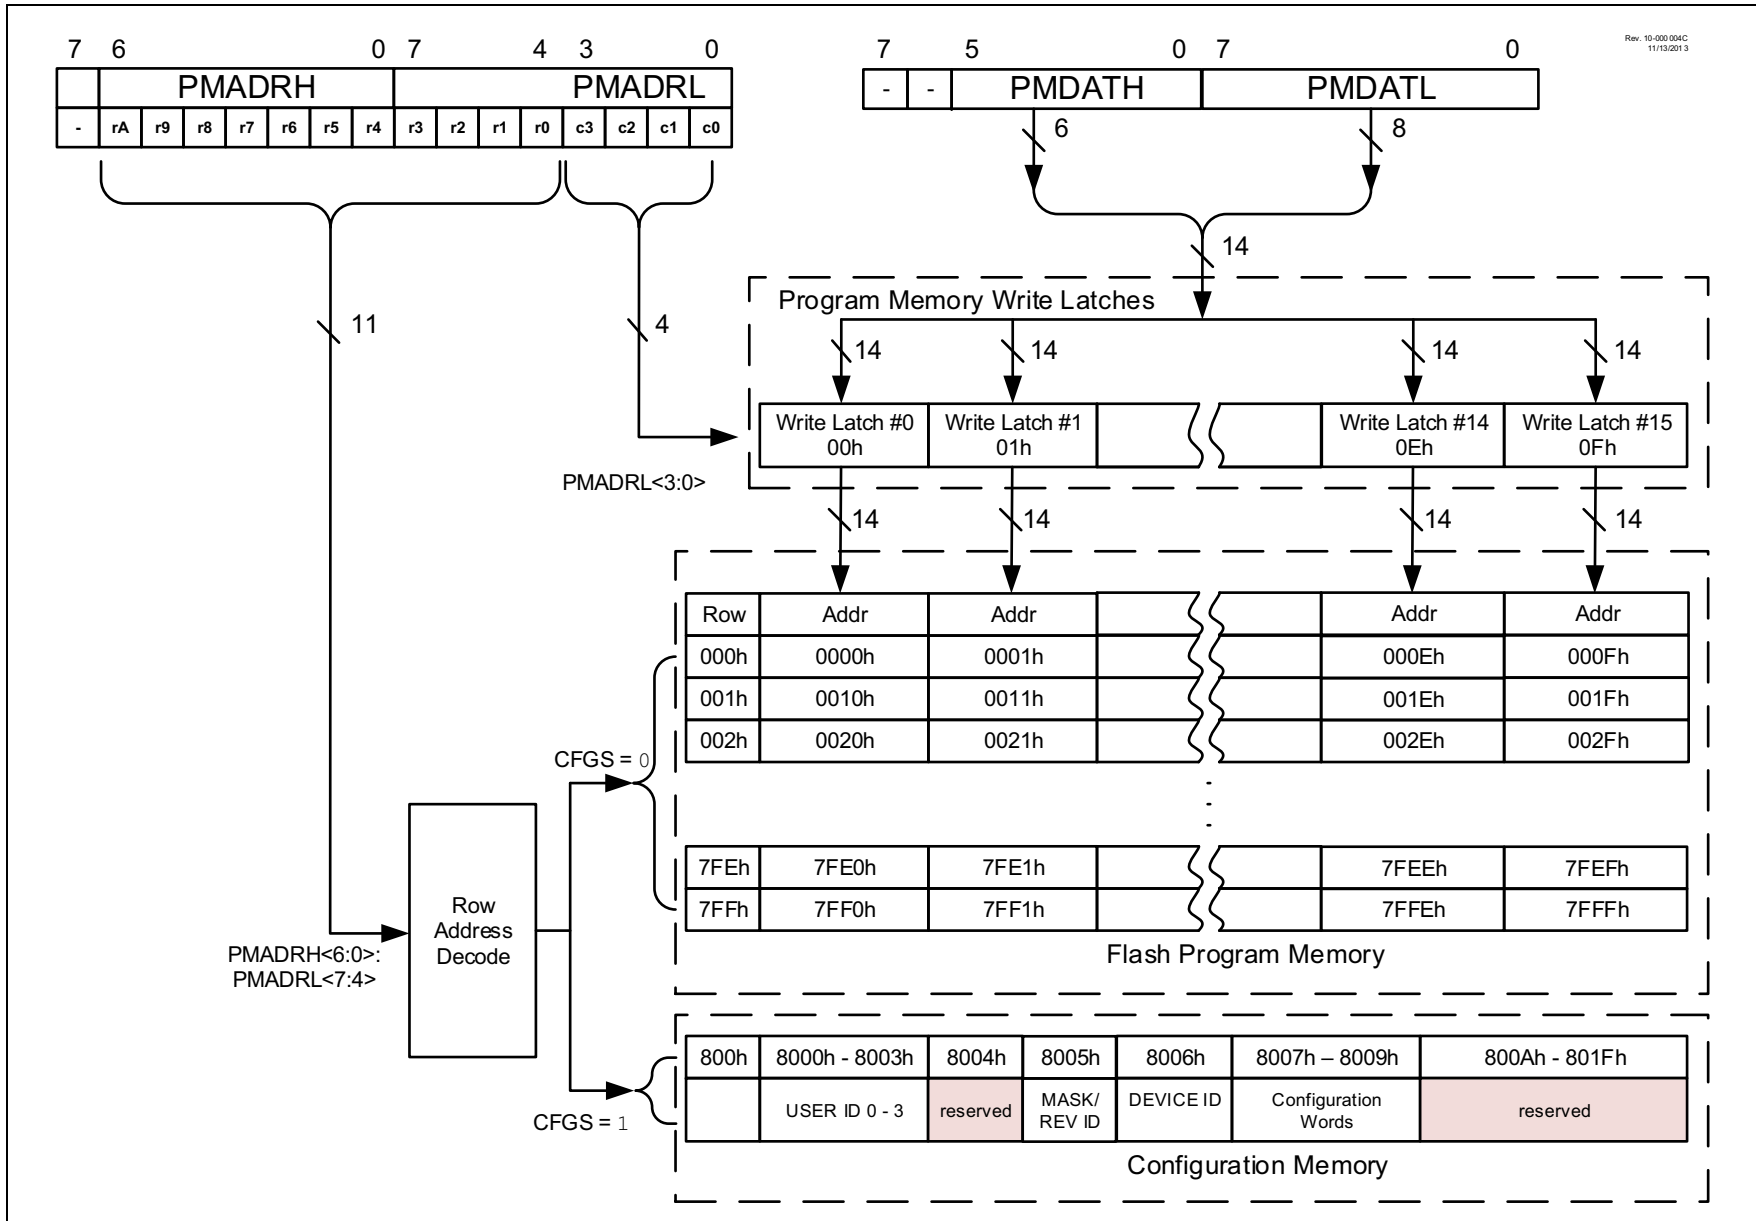 7 6 0 7 4 3 0
7 5 0 7 0
Rev. 10-000 004C
11/13/2013
PMADRH PMADRL
- - PMDATH PMDATL
- rA r9 r8 r7 r6 r5 r4 r3 r2 r1 r0 c3 c2 c1 c0
6 8
14
11 4
Program Memory Write Latches
14 14 14 14
Write Latch #0 Write Latch #1 Write Latch #14 Write Latch #15
00h 01h 0Eh 0Fh
PMADRL<3:0>
14 14 14 14
Row Addr Addr Addr Addr
000h 0000h 0001h 000Eh 000Fh
001h 0010h 0011h 001Eh 001Fh
002h 0020h 0021h 002Eh 002Fh
CFGS = 0
7FEh 7FE0h 7FE1h 7FEEh 7FEFh
7FFh 7FF0h 7FF1h 7FFEh 7FFFh
Row
Address
Decode
PMADRH<6:0>:
PMADRL<7:4>
Flash Program Memory
800h 8000h - 8003h 8004h 8005h 8006h 8007h – 8009h 800Ah - 801Fh
USER ID 0 - 3 reserved MASK/ DEVICE ID Configuration reserved
REV ID Words
CFGS = 1
Configuration Memory